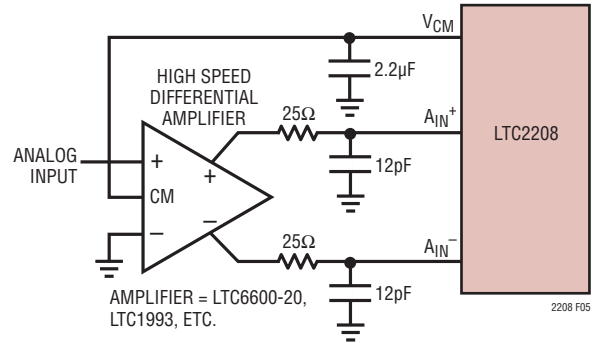 VCM
HIGH SPEED
DIFFERENTIAL
AMPLIFIER
2.2µF
25Ω
AIN+
LTC2208
ANALOG
INPUT
+
+
12pF
CM
−
−
25Ω
AIN−
12pF
AMPLIFIER = LTC6600-20,
LTC1993, ETC.
2208 F05